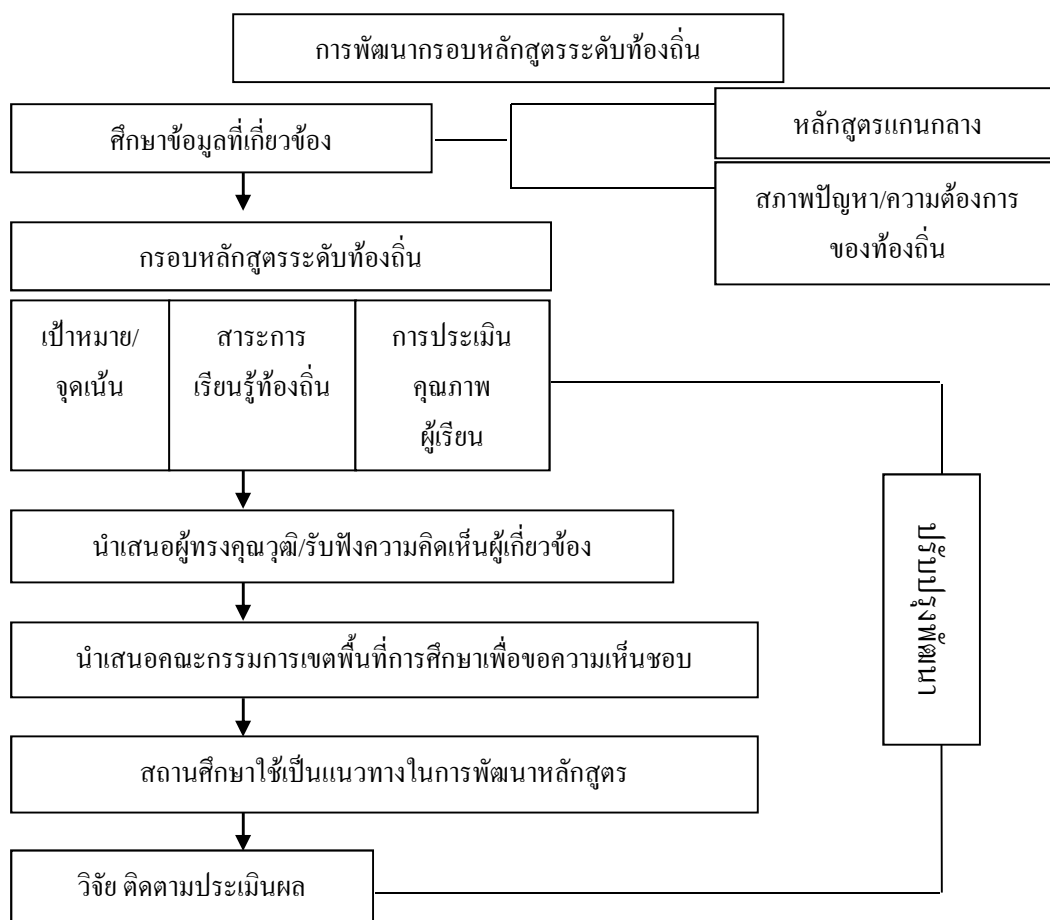 การพัฒนากรอบหลักสูตรระดับท้องถิ่น
ศึกษาข้อมูลที่เกี่ยวข้อง
หลักสูตรแกนกลาง
สภาพปัญหา/ความต้องการ
ของท้องถิ่น
กรอบหลักสูตรระดับท้องถิ่น
เป้าหมาย/
จุดเน้น
สาระการ
เรียนรู้ท้องถิ่น
การประเมิน
คุณภาพ
ผู้เรียน
นำเสนอผู้ทรงคุณวุฒิ/รับฟังความคิดเห็นผู้เกี่ยวข้อง
นำเสนอคณะกรรมการเขตพื้นที่การศึกษาเพื่อขอความเห็นชอบ
สถานศึกษาใช้เป็นแนวทางในการพัฒนาหลักสูตร
วิจัย ติดตามประเมินผล
ปรับปรุงพัฒนา